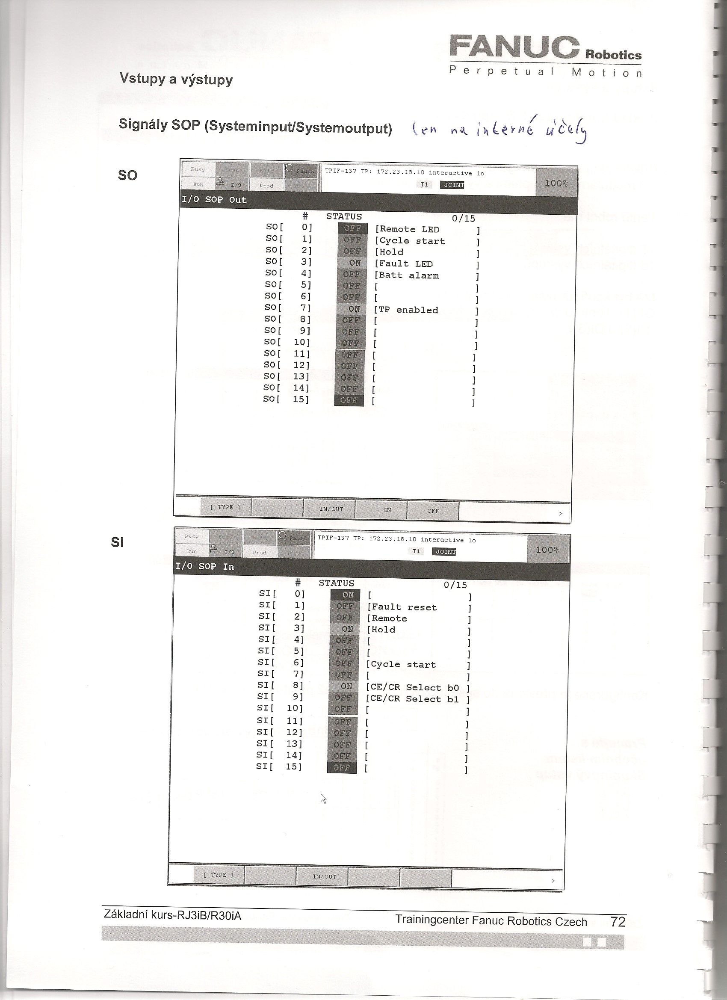 FANUC Robotics
Perpetual Motion
Vstupy a výstupy
Signály SOP (Systeminput/Systemoutput) len na interné účely
SO
Busy Step Hold Fault TPIF-137 TP: 172.23.18.10 interactive lo
Run I/O Prod TCyc T1 JOINT 100%
I/O SOP Out
# STATUS 0/15
SO[ 0] OFF [Remote LED ]
SO[ 1] OFF [Cycle start ]
SO[ 2] OFF [Hold ]
SO[ 3] ON [Fault LED ]
SO[ 4] OFF [Batt alarm ]
SO[ 5] OFF [ ]
SO[ 6] OFF [ ]
SO[ 7] ON [TP enabled ]
SO[ 8] OFF [ ]
SO[ 9] OFF [ ]
SO[ 10] OFF [ ]
SO[ 11] OFF [ ]
SO[ 12] OFF [ ]
SO[ 13] OFF [ ]
SO[ 14] OFF [ ]
SO[ 15] OFF [ ]
[ TYPE ] IN/OUT ON OFF >
SI
Busy Step Hold Fault TPIF-137 TP: 172.23.18.10 interactive lo
Run I/O Prod TCyc T1 JOINT 100%
I/O SOP In
# STATUS 0/15
SI[ 0] ON [ ]
SI[ 1] OFF [Fault reset ]
SI[ 2] OFF [Remote ]
SI[ 3] ON [Hold ]
SI[ 4] OFF [ ]
SI[ 5] OFF [ ]
SI[ 6] OFF [Cycle start ]
SI[ 7] OFF [ ]
SI[ 8] ON [CE/CR Select b0 ]
SI[ 9] OFF [CE/CR Select b1 ]
SI[ 10] OFF [ ]
SI[ 11] OFF [ ]
SI[ 12] OFF [ ]
SI[ 13] OFF [ ]
SI[ 14] OFF [ ]
SI[ 15] OFF [ ]
[ TYPE ] IN/OUT >
Základní kurs-RJ3iB/R30iA Trainingcenter Fanuc Robotics Czech 72